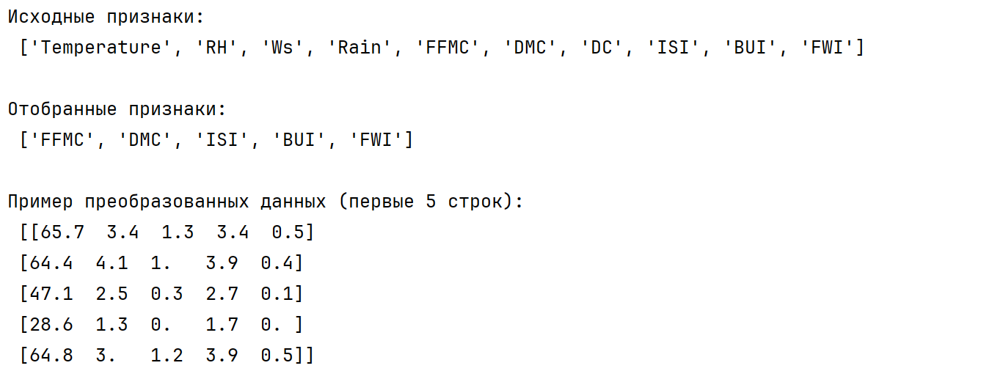 Исходные признаки:
['Temperature', 'RH', 'Ws', 'Rain', 'FFMC', 'DMC', 'DC', 'ISI', 'BUI', 'FWI']
Отобранные признаки:
['FFMC', 'DMC', 'ISI', 'BUI', 'FWI']
Пример преобразованных данных (первые 5 строк):
[[65.7  3.4  1.3  3.4  0.5]
[64.4  4.1  1.   3.9  0.4]
[47.1  2.5  0.3  2.7  0.1]
[28.6  1.3  0.   1.7  0. ]
[64.8  3.   1.2  3.9  0.5]]